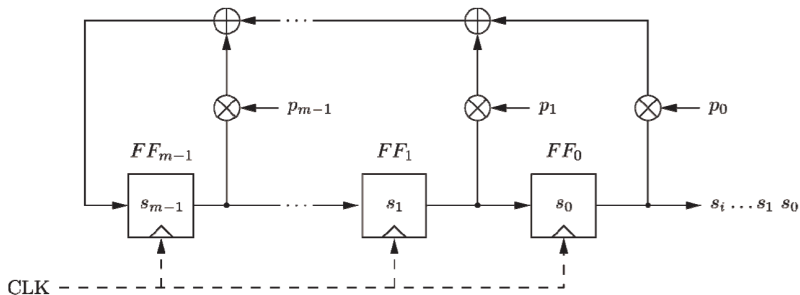 ...
p_{m−1}
p_1
p_0
FF_{m−1}
FF_1
FF_0
s_{m−1}
...
s_1
s_0
s_i ... s_1 s_0
CLK